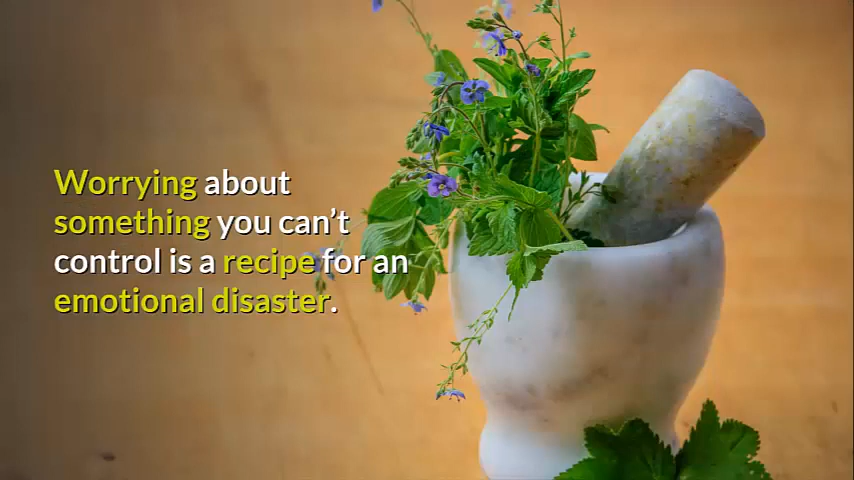 Worrying about
something you can’t
control is a recipe for an
emotional disaster.